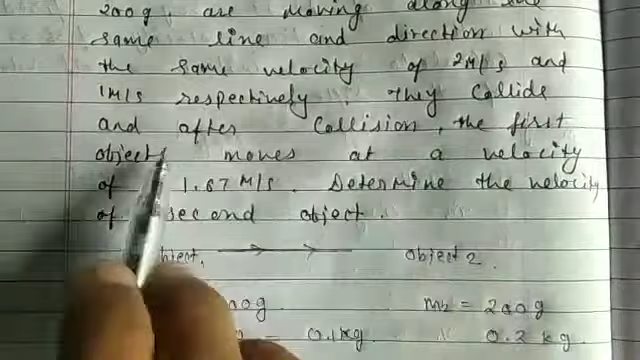 200g, are moving along the
same line and direction with
the same velocity of 2M/s and
1M/s respectively. They Collide
and after Collision, the first
object moves at a velocity
of 1.67 M/S. Determine the velocity
of second object.
object 2
m2 = 200g
0.1kg 0.2 kg